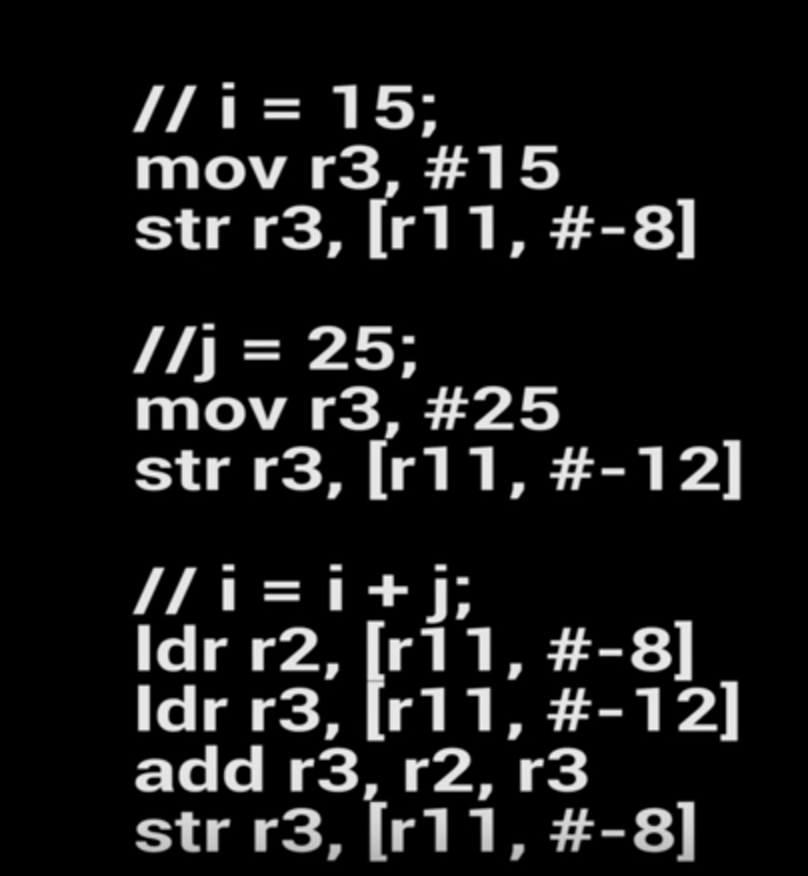 // i = 15;
mov r3, #15
str r3, [r11, #-8]
//j = 25;
mov r3, #25
str r3, [r11, #-12]
// i = i + j;
ldr r2, [r11, #-8]
ldr r3, [r11, #-12]
add r3, r2, r3
str r3, [r11, #-8]